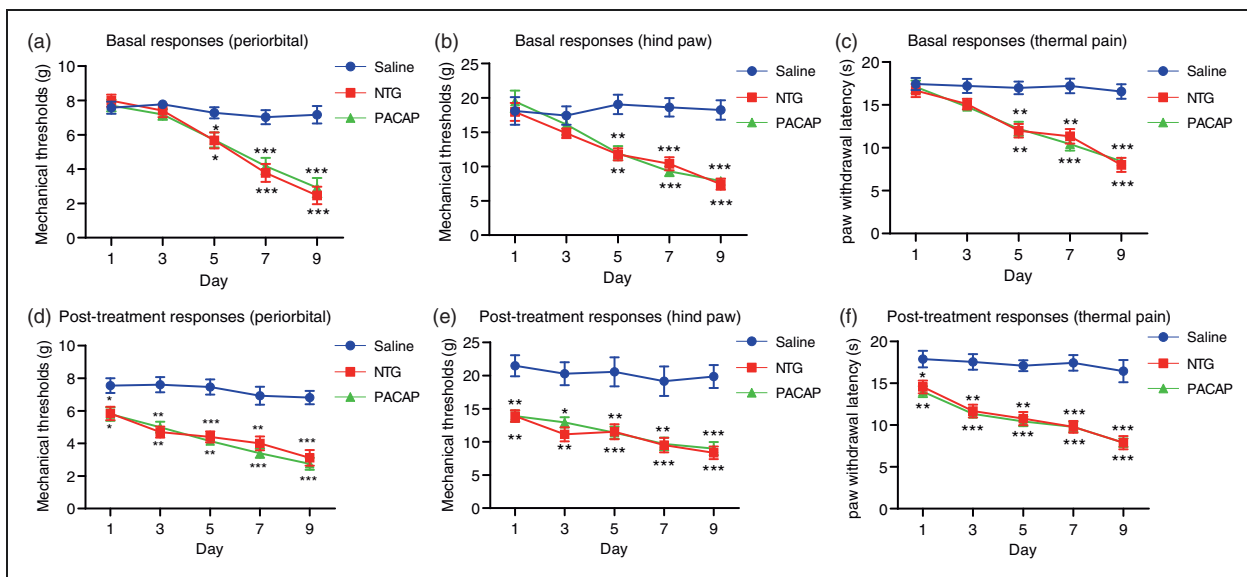 (a) Basal responses (periorbital)
Mechanical thresholds (g)
10
8
6
4
2
0
Saline
NTG
PACAP
*
*
***
***
***
***
1 3 5 7 9
Day
(b) Basal responses (hind paw)
Mechanical thresholds (g)
25
20
15
10
5
0
Saline
NTG
PACAP
**
**
***
***
***
***
1 3 5 7 9
Day
(c) Basal responses (thermal pain)
paw withdrawal latency (s)
20
15
10
5
0
Saline
NTG
PACAP
**
**
**
***
***
***
1 3 5 7 9
Day
(d) Post-treatment responses (periorbital)
Mechanical thresholds (g)
10
8
6
4
2
0
Saline
NTG
PACAP
*
*
**
**
***
**
**
***
***
***
1 3 5 7 9
Day
(e) Post-treatment responses (hind paw)
Mechanical thresholds (g)
25
20
15
10
5
0
Saline
NTG
PACAP
**
**
*
**
**
***
**
***
***
***
1 3 5 7 9
Day
(f) Post-treatment responses (thermal pain)
paw withdrawal latency (s)
20
15
10
5
0
Saline
NTG
PACAP
*
**
**
***
**
***
***
***
***
***
1 3 5 7 9
Day